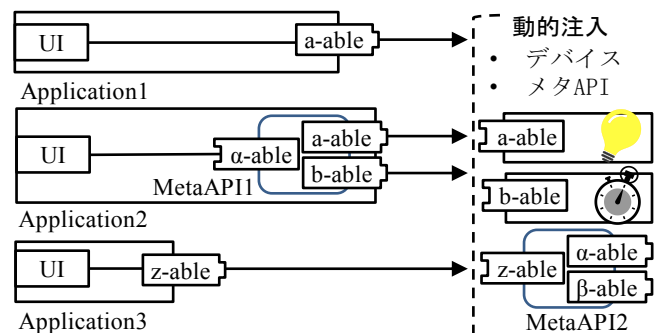 UI
a-able
Application1
動的注入
• デバイス
• メタAPI
UI
α-able
a-able
b-able
MetaAPI1
Application2
a-able
b-able
UI
z-able
Application3
z-able
α-able
β-able
MetaAPI2